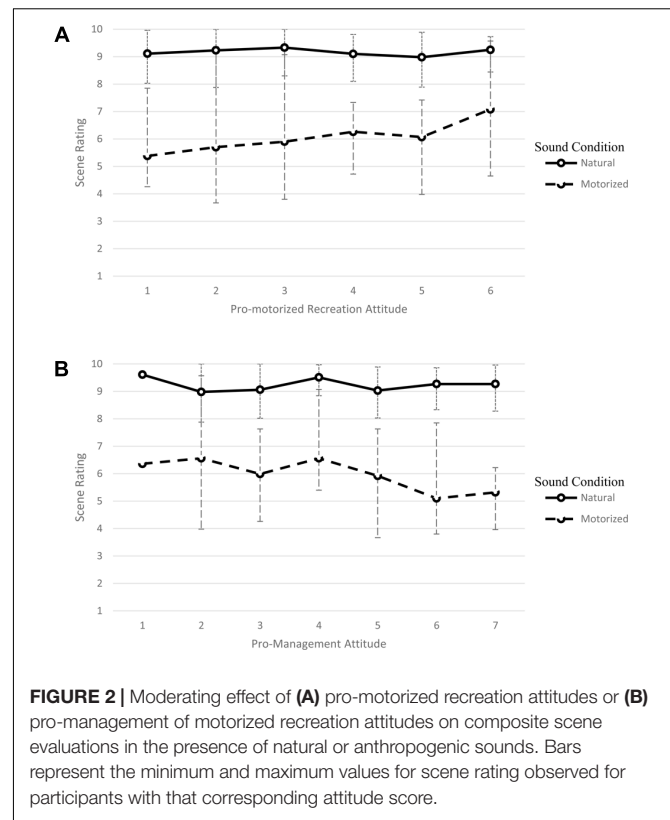 A
10
9
8
7
6
5
4
3
2
1
Scene Rating
1 2 3 4 5 6
Pro-motorized Recreation Attitude
Sound Condition
Natural
Motorized
B
10
9
8
7
6
5
4
3
2
1
Scene Rating
1 2 3 4 5 6 7
Pro-Management Attitude
Sound Condition
Natural
Motorized
FIGURE 2 | Moderating effect of (A) pro-motorized recreation attitudes or (B)
pro-management of motorized recreation attitudes on composite scene
evaluations in the presence of natural or anthropogenic sounds. Bars
represent the minimum and maximum values for scene rating observed for
participants with that corresponding attitude score.